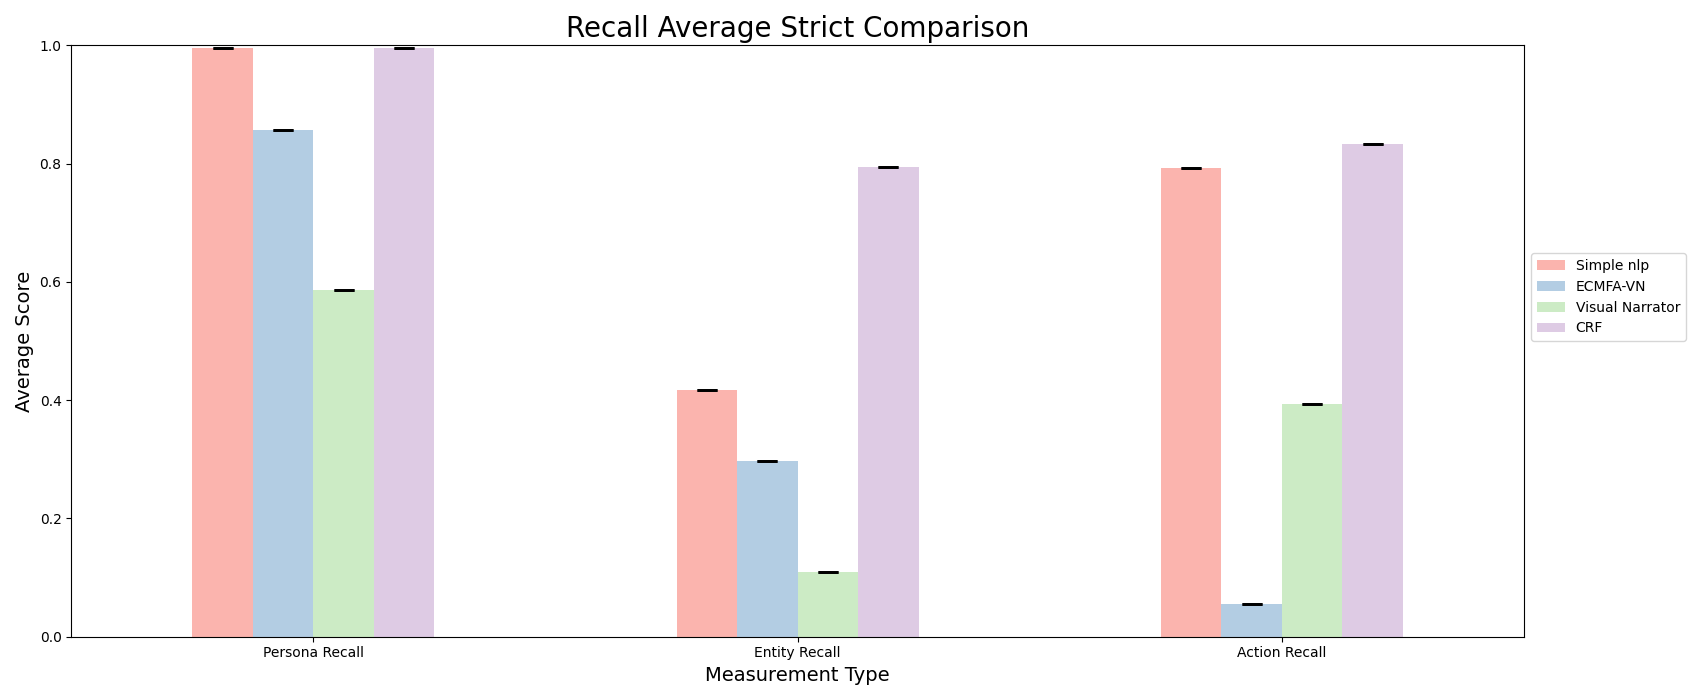 Recall Average Strict Comparison
1.0
0.8
0.6
0.4
0.2
0.0
Average Score
Persona Recall
Entity Recall
Action Recall
Measurement Type
Simple nlp
ECMFA-VN
Visual Narrator
CRF